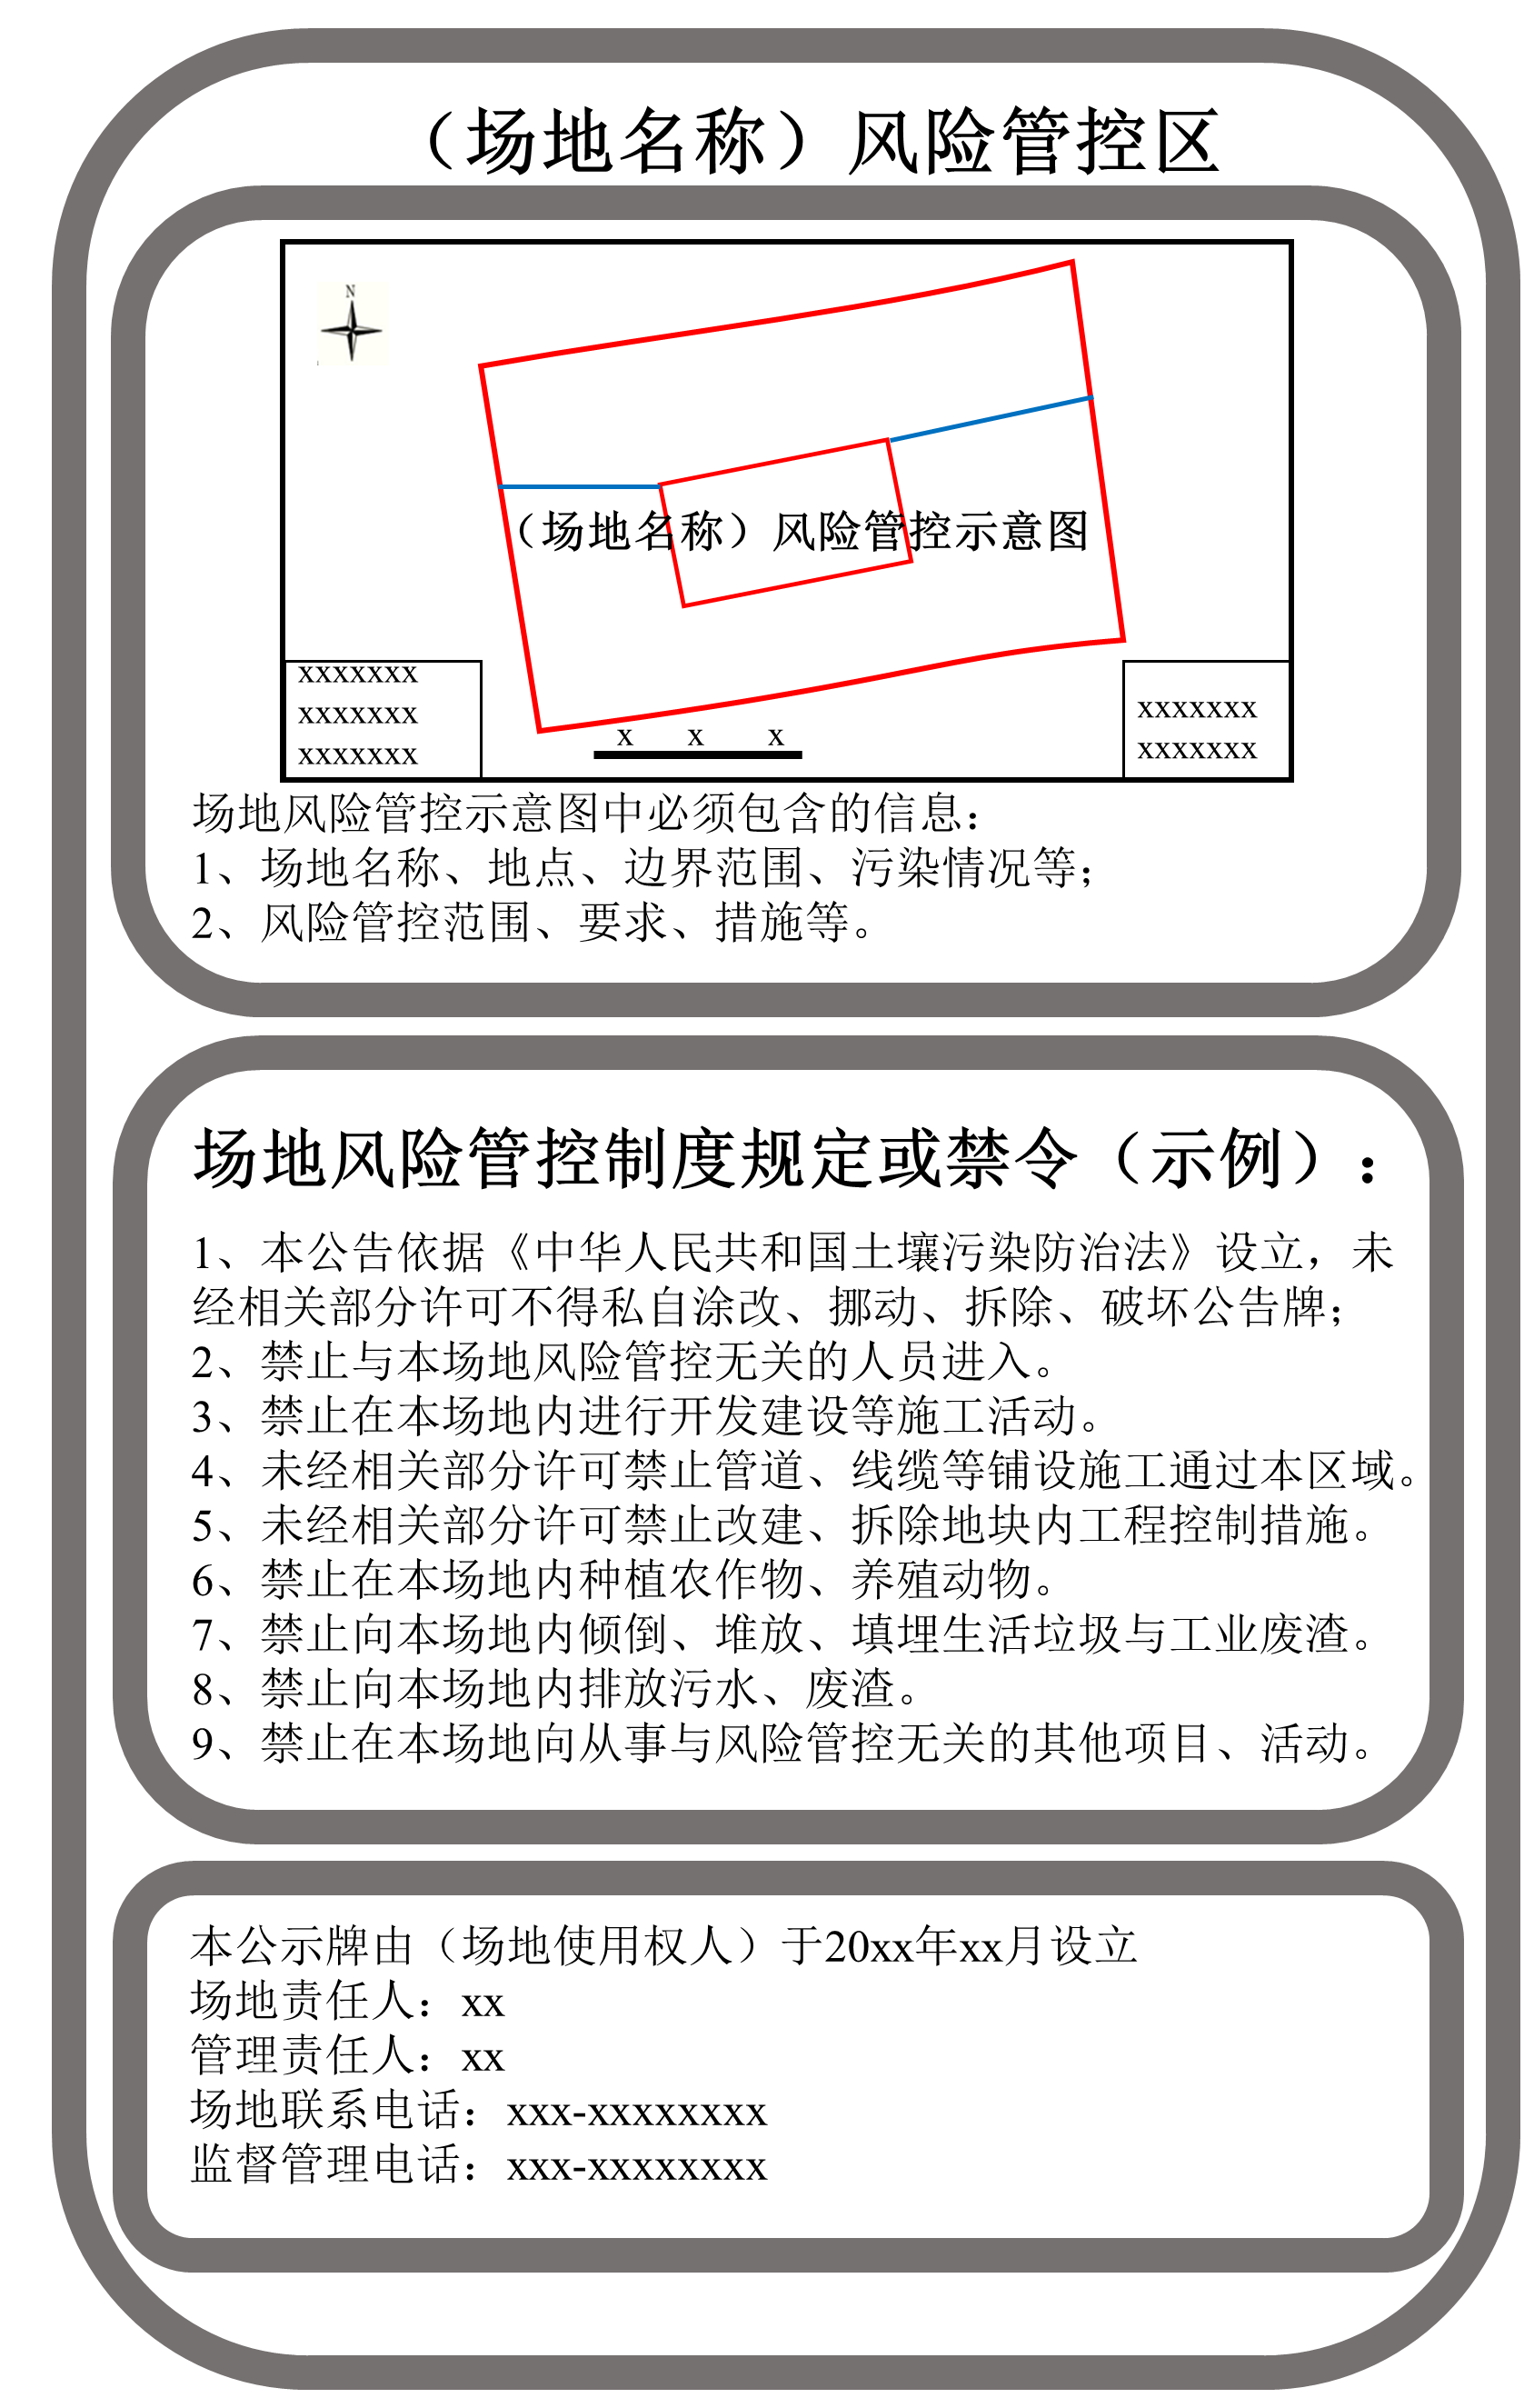 （场地名称）风险管控区
N
（场地名称）风险管控示意图
xxxxxxx
xxxxxxx
xxxxxxx
x x x
xxxxxxx
xxxxxxx
场地风险管控示意图中必须包含的信息：
1、场地名称、地点、边界范围、污染情况等；
2、风险管控范围、要求、措施等。
场地风险管控制度规定或禁令（示例）：
1、本公告依据《中华人民共和国土壤污染防治法》设立，未
经相关部分许可不得私自涂改、挪动、拆除、破坏公告牌；
2、禁止与本场地风险管控无关的人员进入。
3、禁止在本场地内进行开发建设等施工活动。
4、未经相关部分许可禁止管道、线缆等铺设施工通过本区域。
5、未经相关部分许可禁止改建、拆除地块内工程控制措施。
6、禁止在本场地内种植农作物、养殖动物。
7、禁止向本场地内倾倒、堆放、填埋生活垃圾与工业废渣。
8、禁止向本场地内排放污水、废渣。
9、禁止在本场地向从事与风险管控无关的其他项目、活动。
本公示牌由（场地使用权人）于20xx年xx月设立
场地责任人：xx
管理责任人：xx
场地联系电话：xxx-xxxxxxxx
监督管理电话：xxx-xxxxxxxx